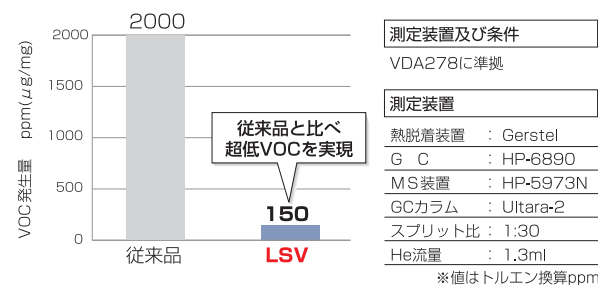 2000
VOC発生量 ppm(μg/mg)
2000
1500
1000
500
0
従来品と比べ
超低VOCを実現
150
従来品
LSV
測定装置及び条件
VDA278に準拠
測定装置
熱脱着装置 : Gerstel
G C : HP-6890
MS装置 : HP-5973N
GCカラム : Ultara-2
スプリット比 : 1:30
He流量 : 1.3ml
※値はトルエン換算ppm